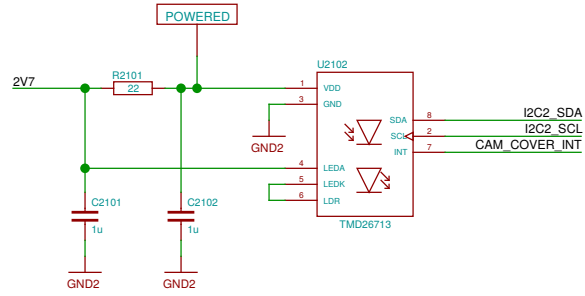 POWERED
U2102
2V7
R2101
22
1
VDD
3
GND
GND2
SDA
8
I2C2_SDA
SCL
2
I2C2_SCL
INT
7
CAM_COVER_INT
4
LEDA
5
LEDK
6
LDR
TMD26713
C2101
1u
C2102
1u
GND2
GND2